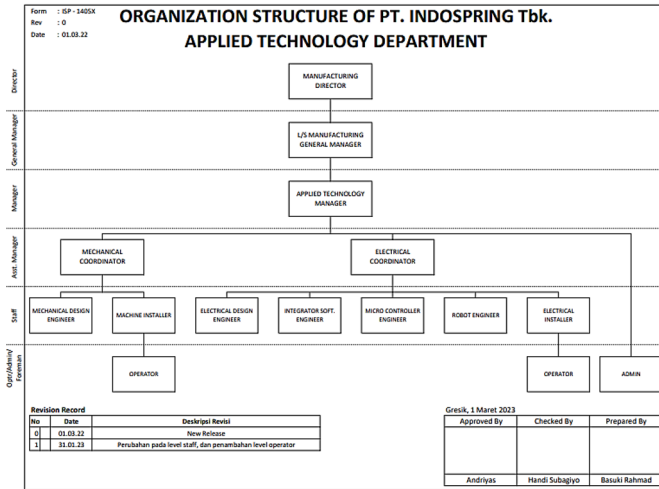 Form : ISP - 1405X
Rev : 0
Date : 01.03.22
ORGANIZATION STRUCTURE OF PT. INDOSPRING Tbk.
APPLIED TECHNOLOGY DEPARTMENT
Director
MANUFACTURING
DIRECTOR
General Manager
L/S MANUFACTURING
GENERAL MANAGER
Manager
APPLIED TECHNOLOGY
MANAGER
Asst. Manager
MECHANICAL
COORDINATOR
ELECTRICAL
COORDINATOR
Staff
MECHANICAL DESIGN
ENGINEER
MACHINE INSTALLER
ELECTRICAL DESIGN
ENGINEER
INTEGRATOR SOFT.
ENGINEER
MICRO CONTROLLER
ENGINEER
ROBOT ENGINEER
ELECTRICAL
INSTALLER
Optr/Admin/
Foreman
OPERATOR
OPERATOR
ADMIN
Revision Record
No Date Deskripsi Revisi
0 01.03.22 New Release
1 31.01.23 Perubahan pada level staff, dan penambahan level operator
Gresik, 1 Maret 2023
Approved By Checked By Prepared By
Andriyas Handi Subagiyo Basuki Rahmad